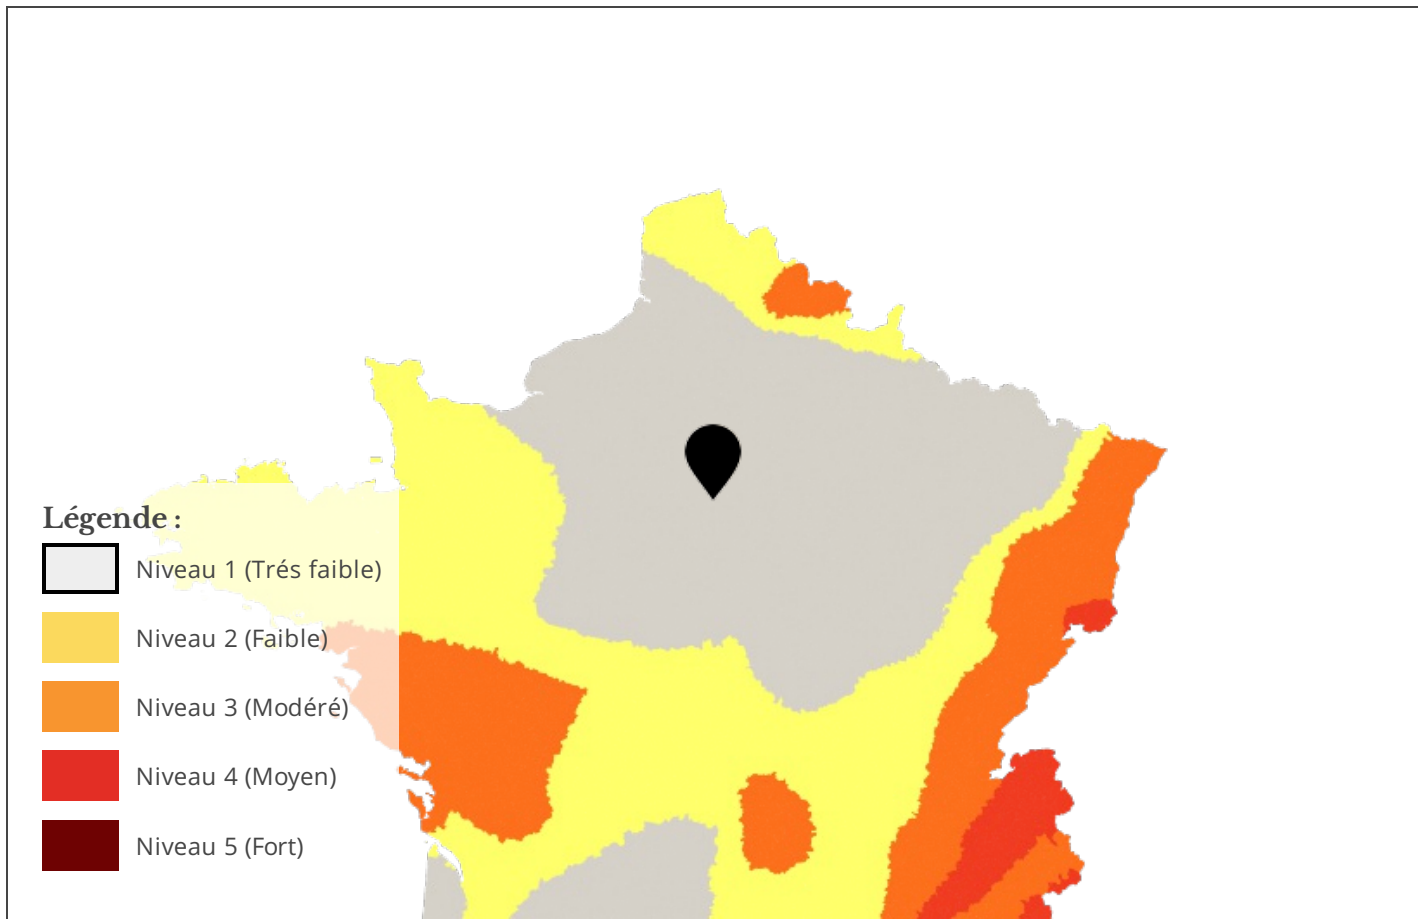 Légende :
Niveau 1 (Trés faible)
Niveau 2 (Faible)
Niveau 3 (Modéré)
Niveau 4 (Moyen)
Niveau 5 (Fort)